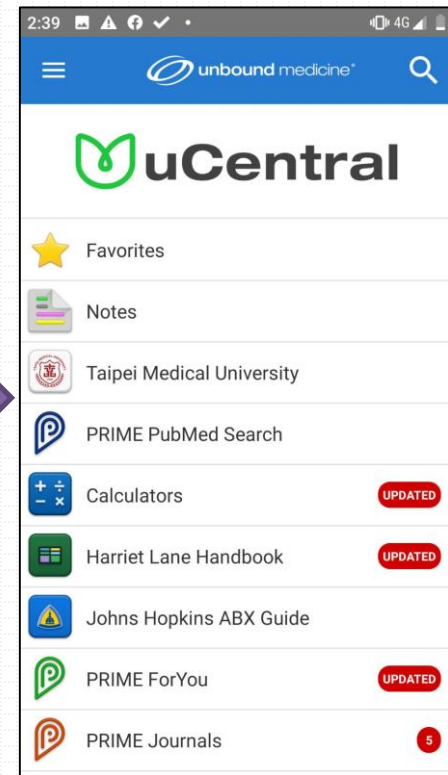 2:39 4G
unbound medicine
uCentral
Favorites
Notes
Taipei Medical University
PRIME PubMed Search
Calculators UPDATED
Harriet Lane Handbook UPDATED
Johns Hopkins ABX Guide
PRIME ForYou UPDATED
PRIME Journals 5